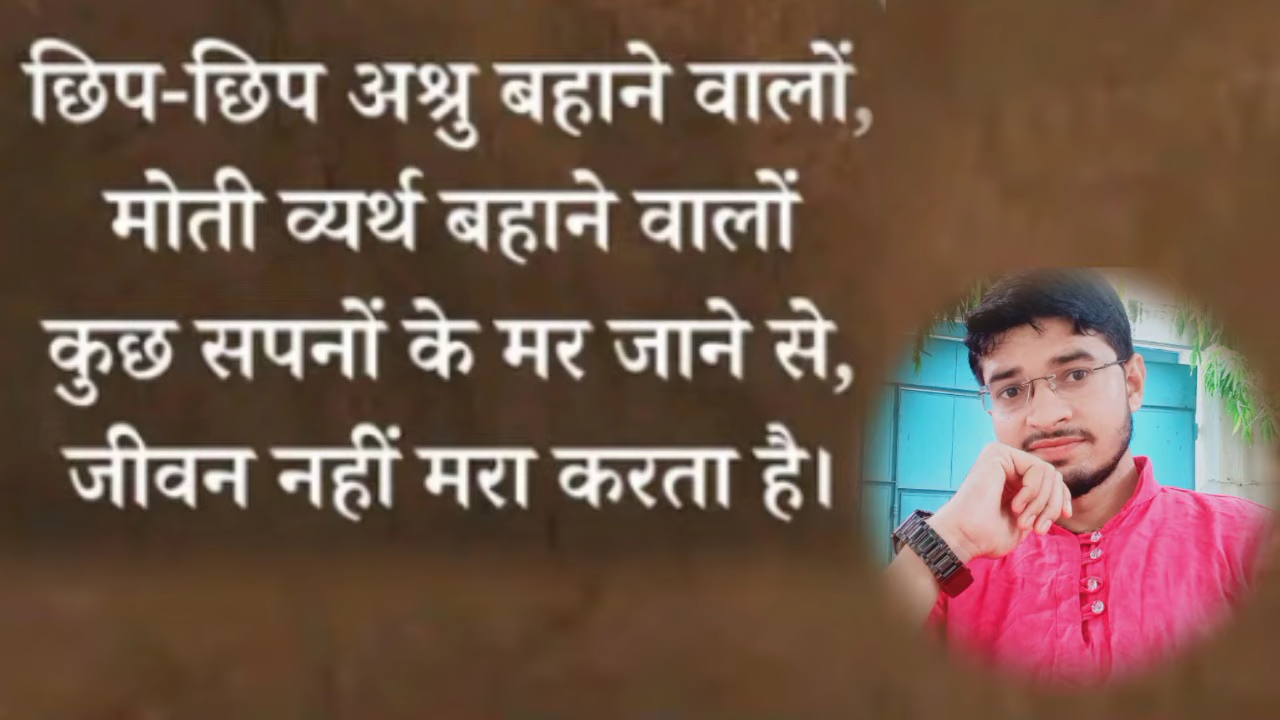 छिप-छिप अश्रु बहाने वालों,
मोती व्यर्थ बहाने वालों
कुछ सपनों के मर जाने से,
जीवन नहीं मरा करता है।